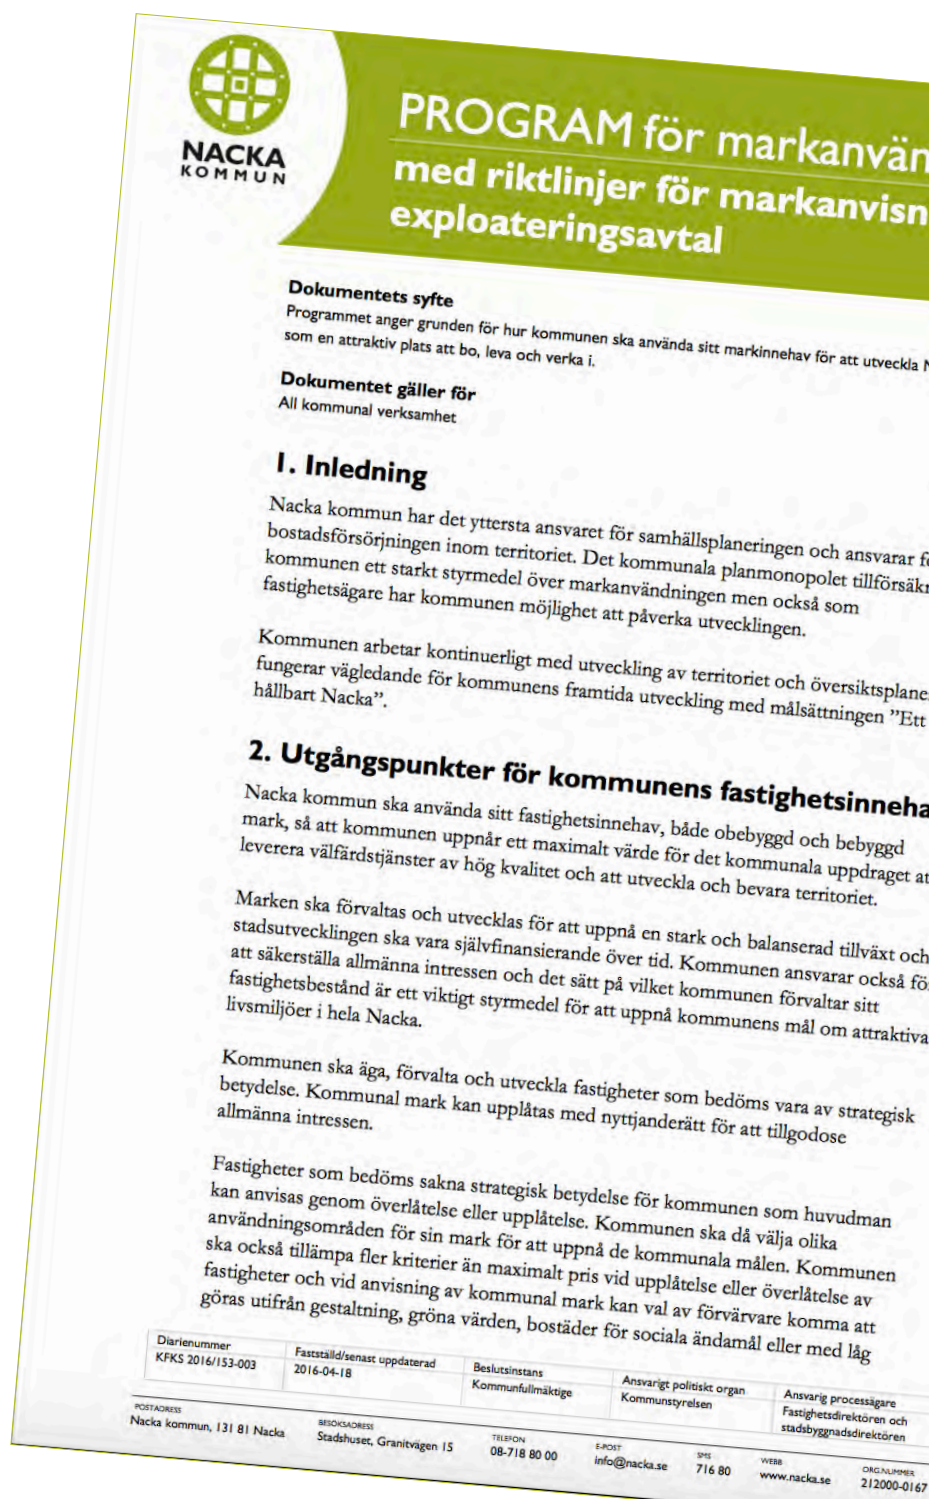 NACKA
KOMMUN
PROGRAM för markanvän
med riktlinjer för markanvisn
exploateringsavtal
Dokumentets syfte
Programmet anger grunden för hur kommunen ska använda sitt markinnehav för att utveckla N
som en attraktiv plats att bo, leva och verka i.
Dokumentet gäller för
All kommunal verksamhet
1. Inledning
Nacka kommun har det yttersta ansvaret för samhällsplaneringen och ansvarar fö
bostadsförsörjningen inom territoriet. Det kommunala planmonopolet tillförsäkr
kommunen ett starkt styrmedel över markanvändningen men också som
fastighetsägare har kommunen möjlighet att påverka utvecklingen.
Kommunen arbetar kontinuerligt med utveckling av territoriet och översiktsplane
fungerar vägledande för kommunens framtida utveckling med målsättningen ”Ett
hållbart Nacka”.
2. Utgångspunkter för kommunens fastighetsinneha
Nacka kommun ska använda sitt fastighetsinnehav, både obebyggd och bebyggd
mark, så att kommunen uppnår ett maximalt värde för det kommunala uppdraget at
leverera välfärdstjänster av hög kvalitet och att utveckla och bevara territoriet.
Marken ska förvaltas och utvecklas för att uppnå en stark och balanserad tillväxt och
stadsutvecklingen ska vara självfinansierande över tid. Kommunen ansvarar också för
att säkerställa allmänna intressen och det sätt på vilket kommunen förvaltar sitt
fastighetsbestånd är ett viktigt styrmedel för att uppnå kommunens mål om attraktiva
livsmiljöer i hela Nacka.
Kommunen ska äga, förvalta och utveckla fastigheter som bedöms vara av strategisk
betydelse. Kommunal mark kan upplåtas med nyttjanderätt för att tillgodose
allmänna intressen.
Fastigheter som bedöms sakna strategisk betydelse för kommunen som huvudman
kan anvisas genom överlåtelse eller upplåtelse. Kommunen ska då välja olika
användningsområden för sin mark för att uppnå de kommunala målen. Kommunen
ska också tillämpa fler kriterier än maximalt pris vid upplåtelse eller överlåtelse av
fastigheter och vid anvisning av kommunal mark kan val av förvärvare komma att
göras utifrån gestaltning, gröna värden, bostäder för sociala ändamål eller med låg
Diarienummer Fastställd/senast uppdaterad Beslutsinstans Ansvarigt politiskt organ Ansvarig processägare
KFKS 2016/153-003 2016-04-18 Kommunfullmäktige Kommunstyrelsen Fastighetsdirektören och
stadsbyggnadsdirektören
POSTADRESS BESÖKSADRESS TELEFON E-POST SMS WEBB ORG.NUMMER
Nacka kommun, 131 81 Nacka Stadshuset, Granitvägen 15 08-718 80 00 info@nacka.se 716 80 www.nacka.se 212000-0167